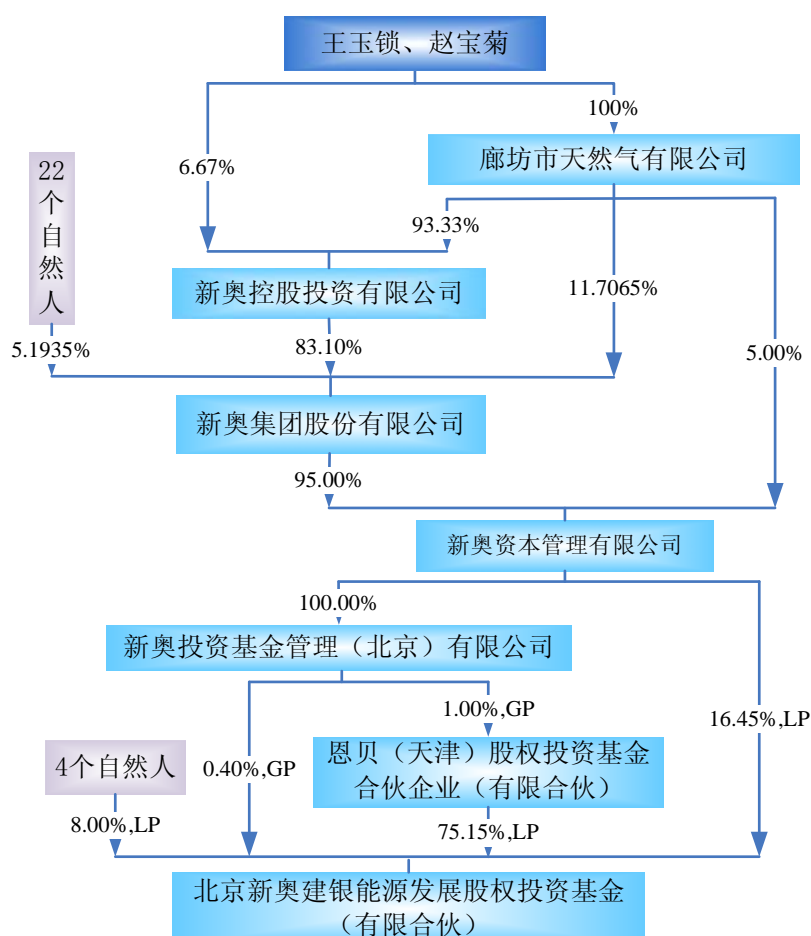 王玉锁、赵宝菊
100%
廊坊市天然气有限公司
6.67%
22
个
自
然
人
93.33%
新奥控股投资有限公司
11.7065%
5.1935%
83.10%
5.00%
新奥集团股份有限公司
95.00%
新奥资本管理有限公司
100.00%
新奥投资基金管理（北京）有限公司
1.00%,GP
16.45%,LP
4个自然人
0.40%,GP
恩贝（天津）股权投资基金
合伙企业（有限合伙）
8.00%,LP
75.15%,LP
北京新奥建银能源发展股权投资基金
（有限合伙）